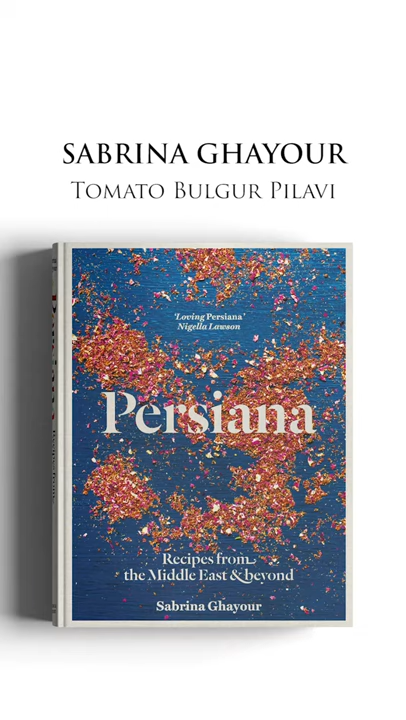 SABRINA GHAYOUR
TOMATO BULGUR PILAVI
'Loving Persiana'
Nigella Lawson
Persiana
Recipes from
the Middle East & beyond
Sabrina Ghayour